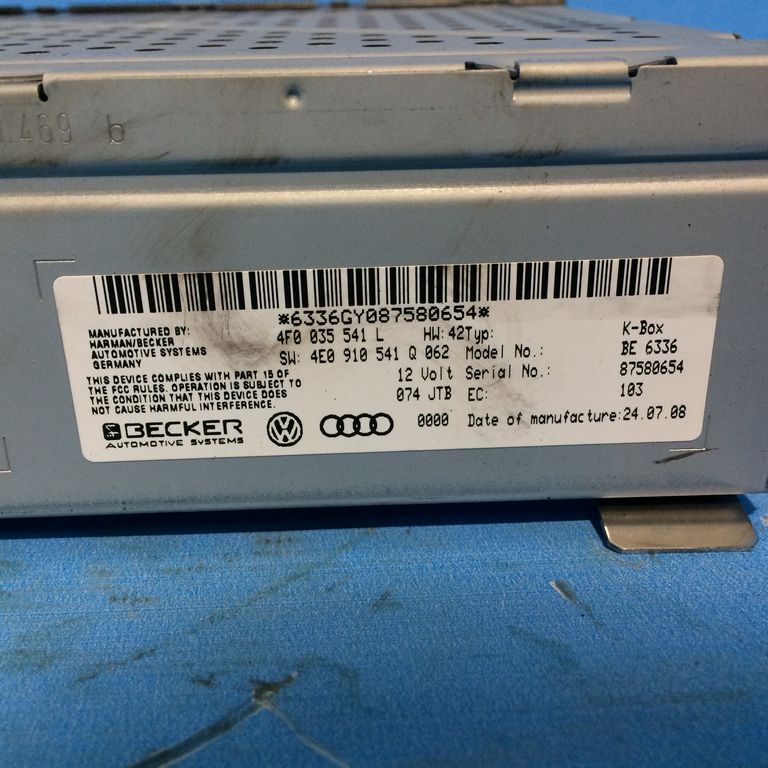 469 b
*6336GY087580654*
MANUFACTURED BY:
HARMAN/BECKER
AUTOMOTIVE SYSTEMS
GERMANY
THIS DEVICE COMPLIES WITH PART 15 OF
THE FCC RULES. OPERATION IS SUBJECT TO
THE CONDITION THAT THIS DEVICE DOES
NOT CAUSE HARMFUL INTERFERENCE.
BECKER
AUTOMOTIVE SYSTEMS
4F0 035 541 L HW: 42 Typ: K-Box
SW: 4E0 910 541 Q 062 Model No.: BE 6336
12 Volt Serial No.: 87580654
074 JTB EC: 103
0000 Date of manufacture: 24.07.08